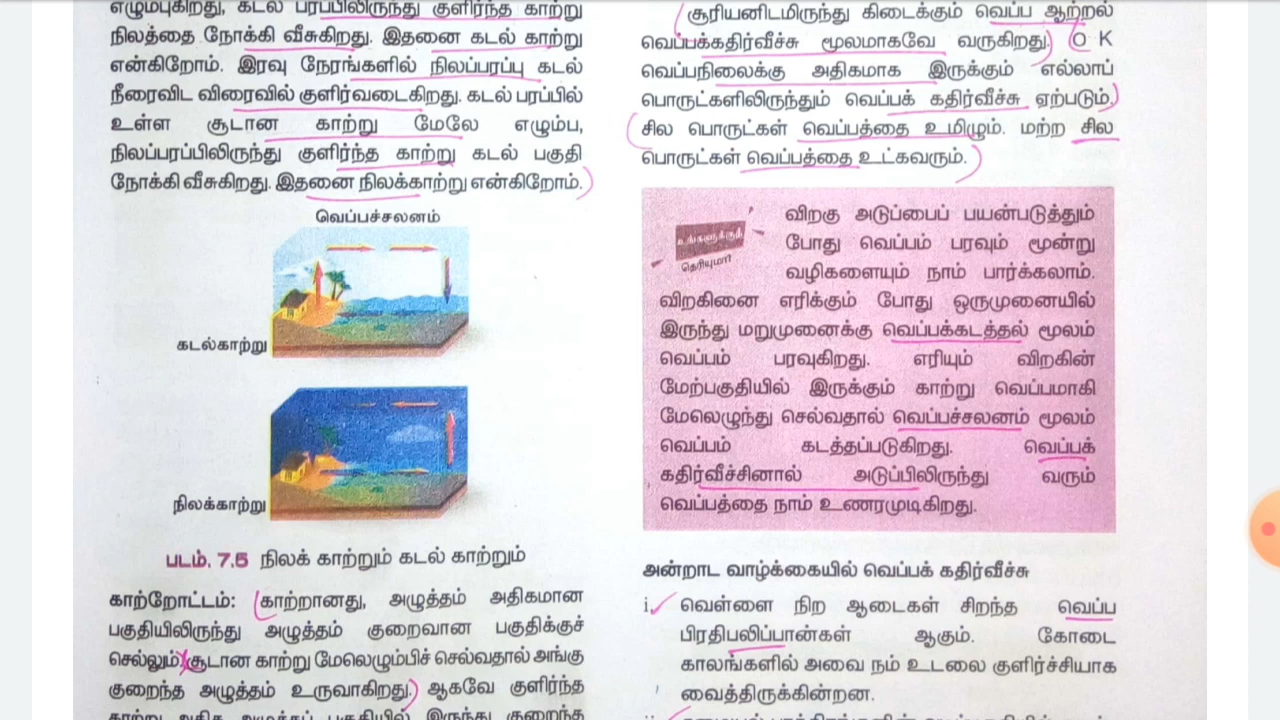 எழும்புகிறது, கடல் பரப்பிலிருந்து குளிர்ந்த காற்று
நிலத்தை நோக்கி வீசுகிறது. இதனை கடல் காற்று
என்கிறோம். இரவு நேரங்களில் நிலப்பரப்பு கடல்
நீரைவிட விரைவில் குளிர்வடைகிறது. கடல் பரப்பில்
உள்ள சூடான காற்று மேலே எழும்ப,
நிலப்பரப்பிலிருந்து குளிர்ந்த காற்று கடல் பகுதி
நோக்கி வீசுகிறது. இதனை நிலக்காற்று என்கிறோம்.
வெப்பச்சலனம்
கடல்காற்று
நிலக்காற்று
படம். 7.5 நிலக் காற்றும் கடல் காற்றும்
காற்றோட்டம்: காற்றானது, அழுத்தம் அதிகமான
பகுதியிலிருந்து அழுத்தம் குறைவான பகுதிக்குச்
செல்லும். சூடான காற்று மேலெழும்பிச் செல்வதால் அங்கு
குறைந்த அழுத்தம் உருவாகிறது. ஆகவே குளிர்ந்த
காற்று அதிக அழுத்தப் பகுதியில் இருந்து குறைந்த
சூரியனிடமிருந்து கிடைக்கும் வெப்ப ஆற்றல்
வெப்பக்கதிர்வீச்சு மூலமாகவே வருகிறது. 0 K
வெப்பநிலைக்கு அதிகமாக இருக்கும் எல்லாப்
பொருட்களிலிருந்தும் வெப்பக் கதிர்வீச்சு ஏற்படும்.
சில பொருட்கள் வெப்பத்தை உமிழும். மற்ற சில
பொருட்கள் வெப்பத்தை உட்கவரும்.
உங்களுக்குத்
தெரியுமா?
விறகு அடுப்பைப் பயன்படுத்தும்
போது வெப்பம் பரவும் மூன்று
வழிகளையும் நாம் பார்க்கலாம்.
விறகினை எரிக்கும் போது ஒருமுனையில்
இருந்து மறுமுனைக்கு வெப்பக்கடத்தல் மூலம்
வெப்பம் பரவுகிறது. எரியும் விறகின்
மேற்பகுதியில் இருக்கும் காற்று வெப்பமாகி
மேலெழுந்து செல்வதால் வெப்பச்சலனம் மூலம்
வெப்பம் கடத்தப்படுகிறது. வெப்பக்
கதிர்வீச்சினால் அடுப்பிலிருந்து வரும்
வெப்பத்தை நாம் உணரமுடிகிறது.
அன்றாட வாழ்க்கையில் வெப்பக் கதிர்வீச்சு
i. வெள்ளை நிற ஆடைகள் சிறந்த வெப்ப
பிரதிபலிப்பான்கள் ஆகும். கோடை
காலங்களில் அவை நம் உடலை குளிர்ச்சியாக
வைத்திருக்கின்றன.